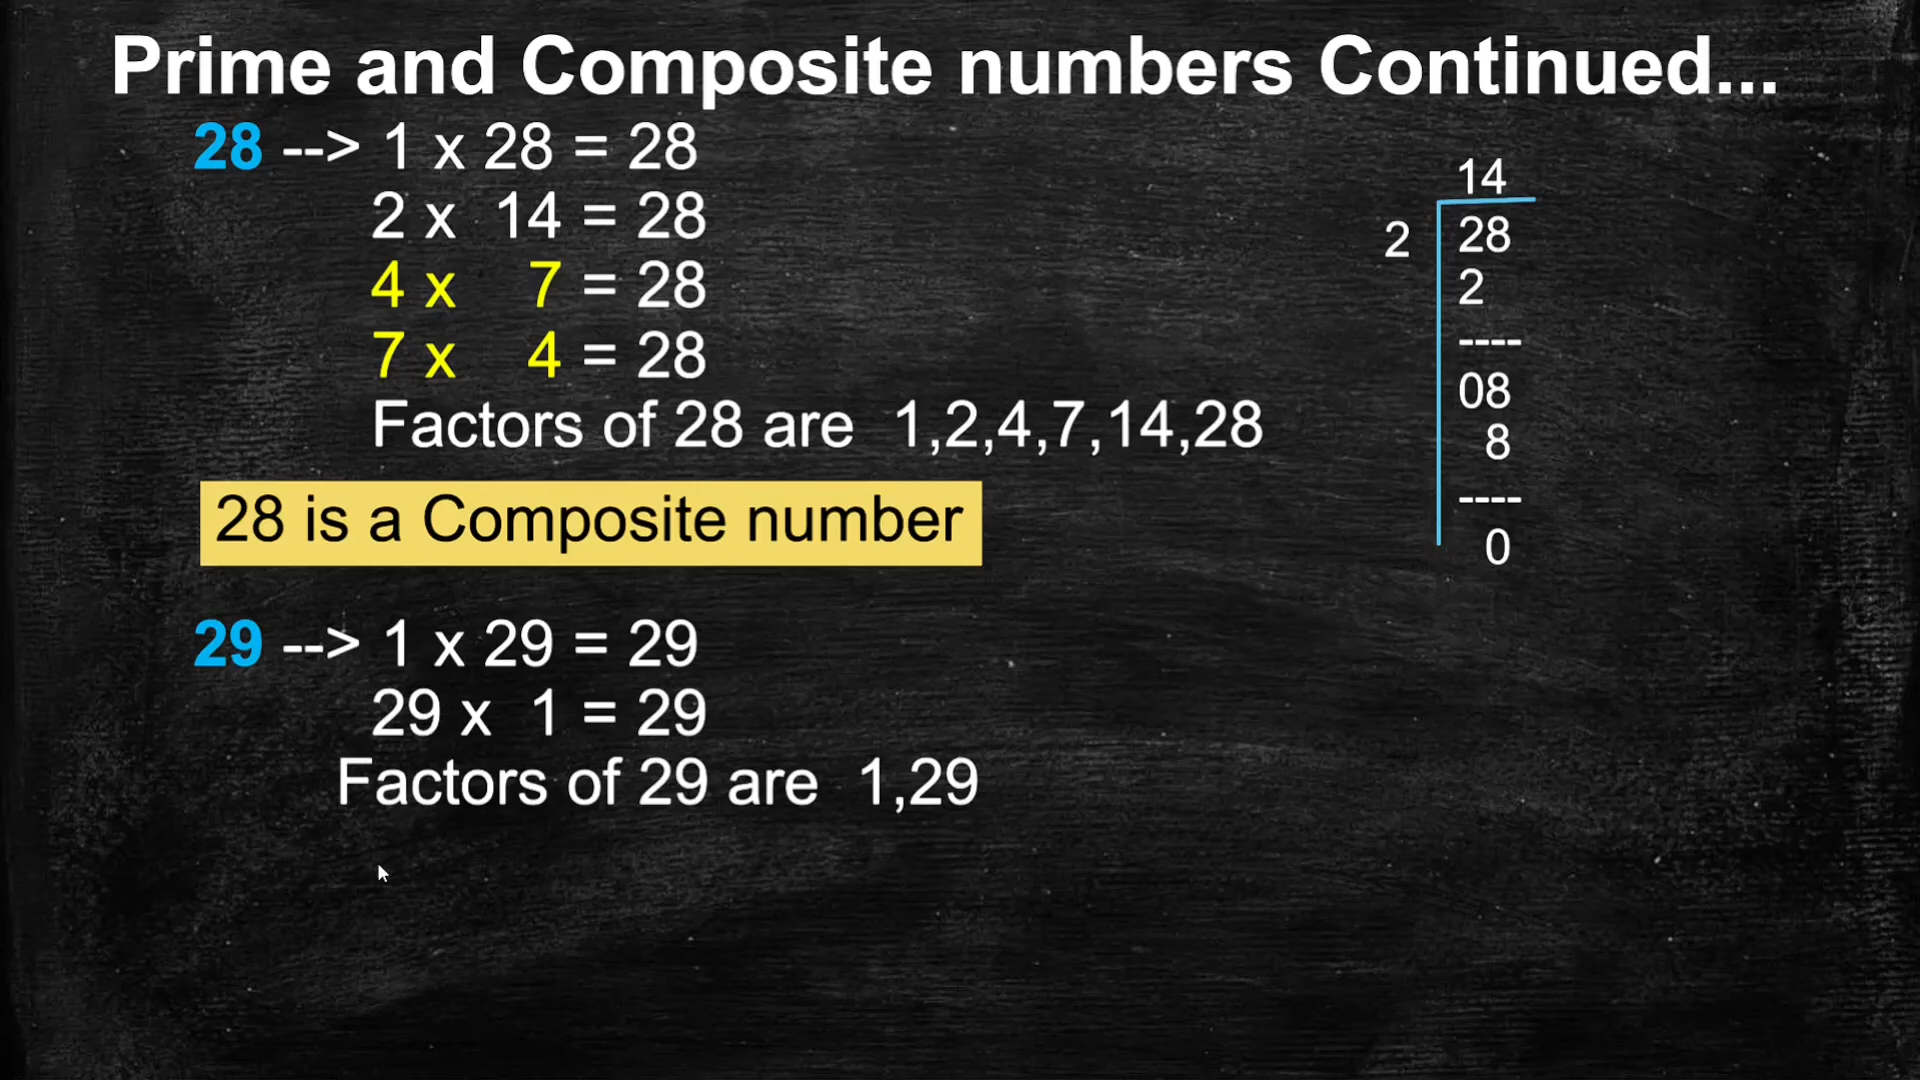 Prime and Composite numbers Continued...
28 --> 1 x 28 = 28
2 x 14 = 28
4 x 7 = 28
7 x 4 = 28
Factors of 28 are 1,2,4,7,14,28
28 is a Composite number
29 --> 1 x 29 = 29
29 x 1 = 29
Factors of 29 are 1,29
14
2 28
2
----
08
8
----
0